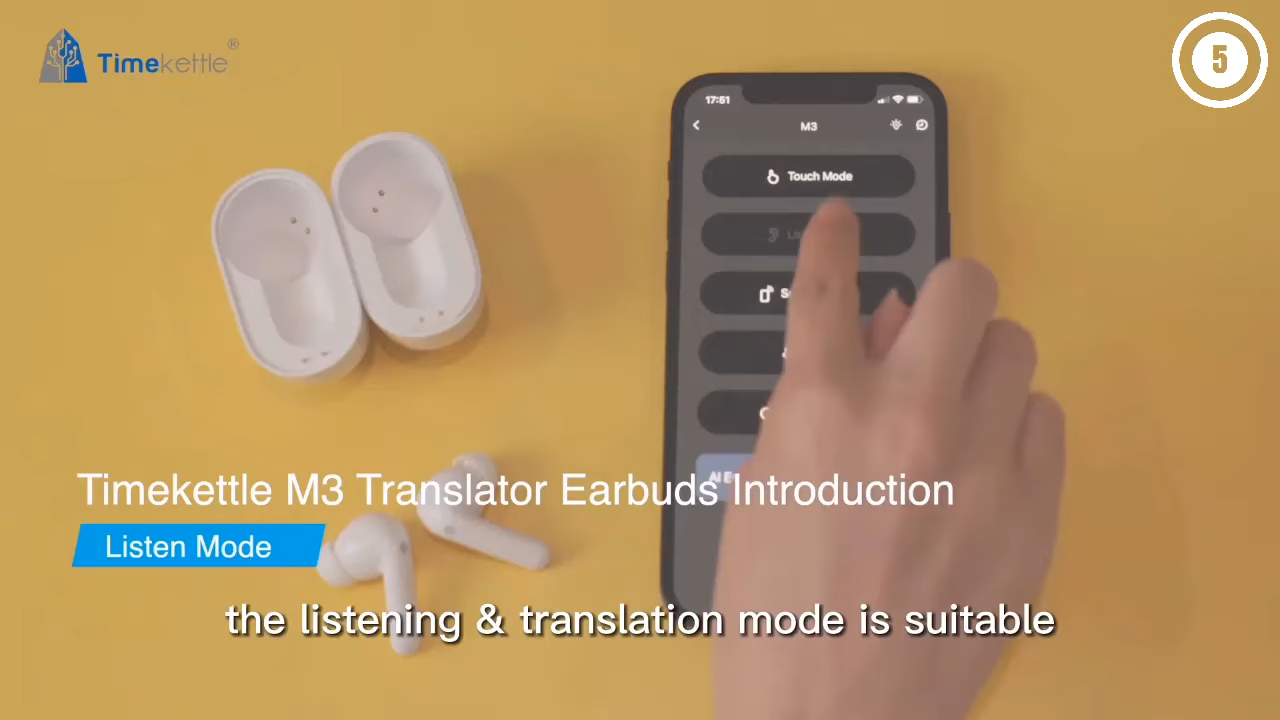 Timekettle®
5
17:51
M3
Touch Mode
Timekettle M3 Translator Earbuds Introduction
Listen Mode
the listening & translation mode is suitable